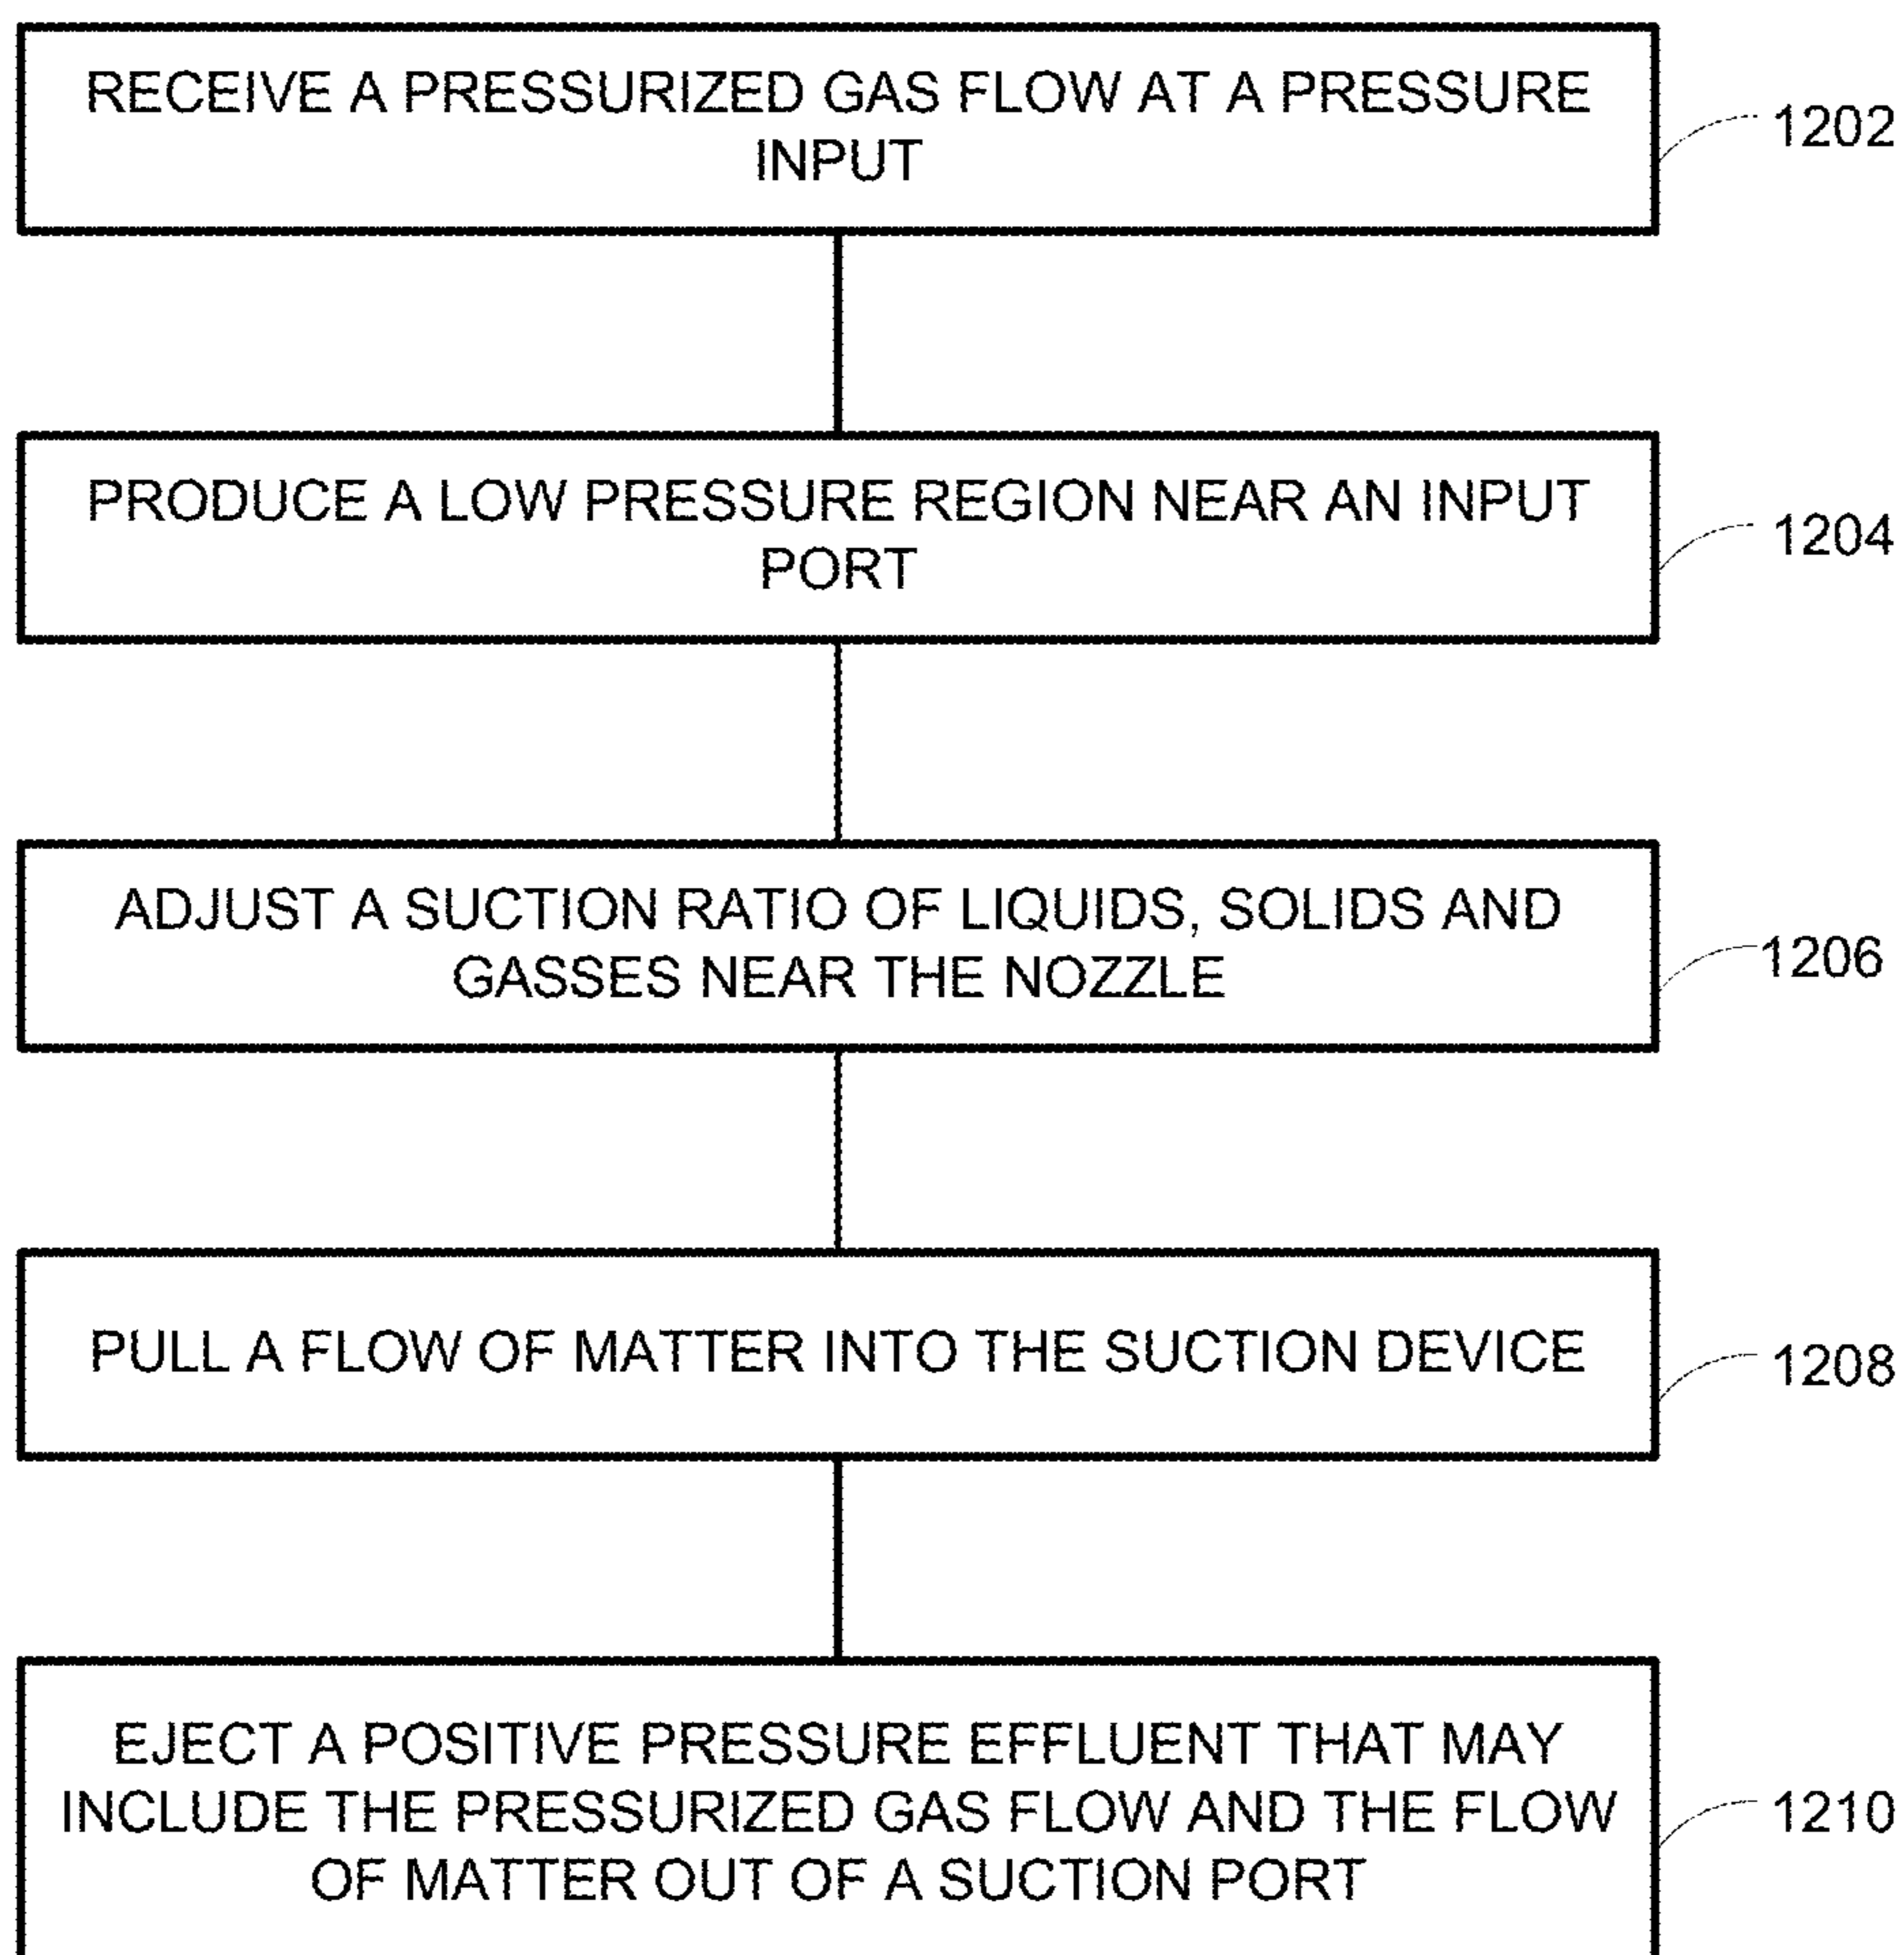 RECEIVE A PRESSURIZED GAS FLOW AT A PRESSURE
INPUT
1202
PRODUCE A LOW PRESSURE REGION NEAR AN INPUT
PORT
1204
ADJUST A SUCTION RATIO OF LIQUIDS, SOLIDS AND
GASSES NEAR THE NOZZLE
1206
PULL A FLOW OF MATTER INTO THE SUCTION DEVICE
1208
EJECT A POSITIVE PRESSURE EFFLUENT THAT MAY
INCLUDE THE PRESSURIZED GAS FLOW AND THE FLOW
OF MATTER OUT OF A SUCTION PORT
1210